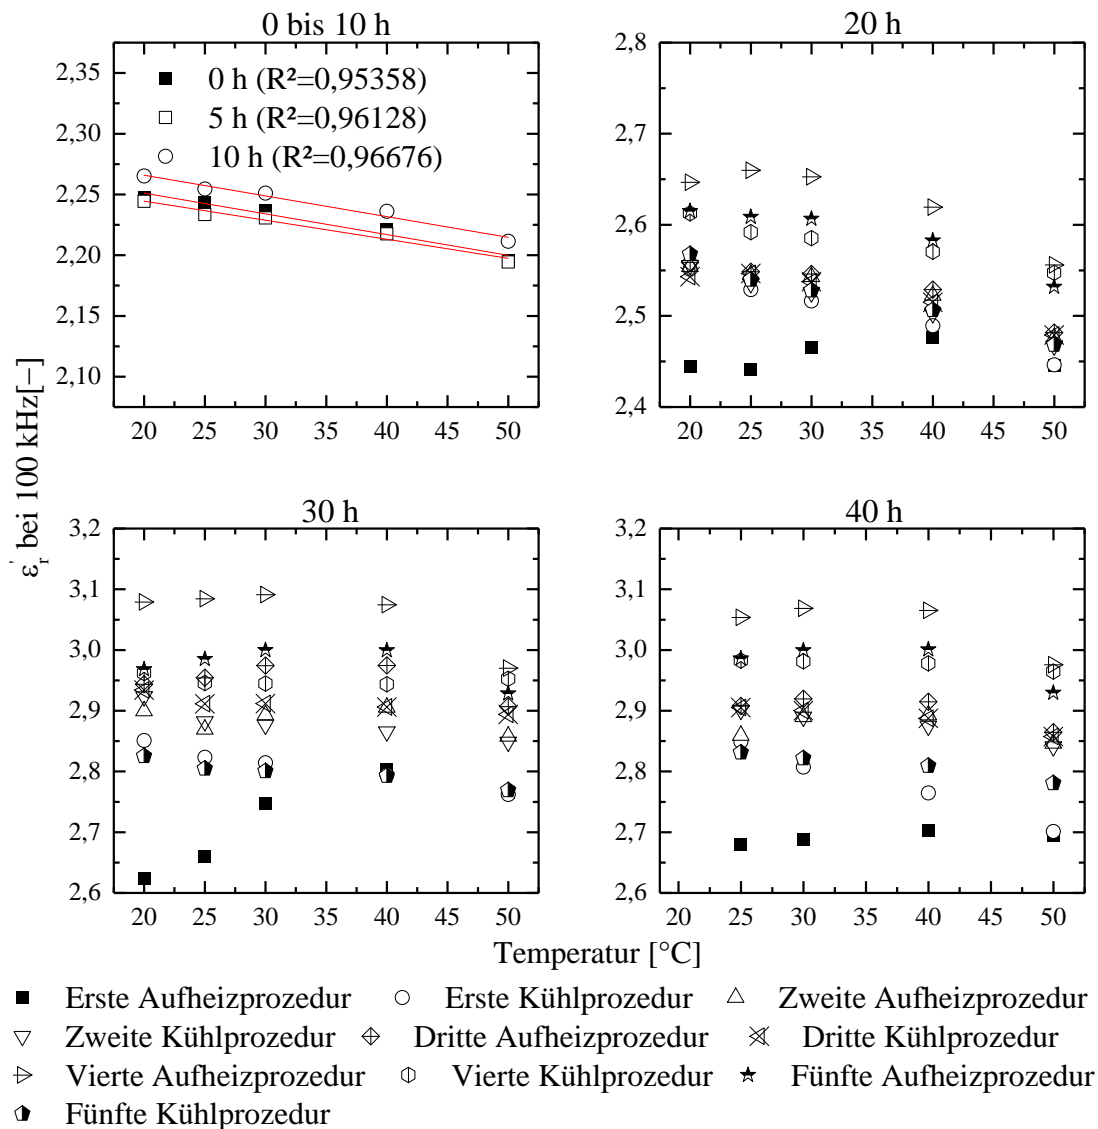 0 bis 10 h
2,35
2,30
2,25
2,20
2,15
2,10
0 h (R²=0,95358)
5 h (R²=0,96128)
10 h (R²=0,96676)
20 25 30 35 40 45 50
20 h
2,8
2,7
2,6
2,5
2,4
20 25 30 35 40 45 50
ε'r bei 100 kHz[−]
30 h
3,2
3,1
3,0
2,9
2,8
2,7
2,6
20 25 30 35 40 45 50
40 h
3,2
3,1
3,0
2,9
2,8
2,7
2,6
20 25 30 35 40 45 50
Temperatur [°C]
Erste Aufheizprozedur Erste Kühlprozedur Zweite Aufheizprozedur
Zweite Kühlprozedur Dritte Aufheizprozedur Dritte Kühlprozedur
Vierte Aufheizprozedur Vierte Kühlprozedur Fünfte Aufheizprozedur
Fünfte Kühlprozedur